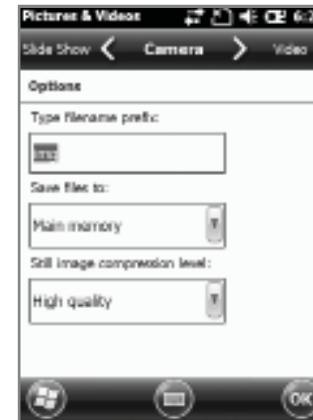 Pictures & Videos
Slide Show Camera Video
Options
Type filename prefix:
img
Save files to:
Main memory
Still image compression level:
High quality
OK